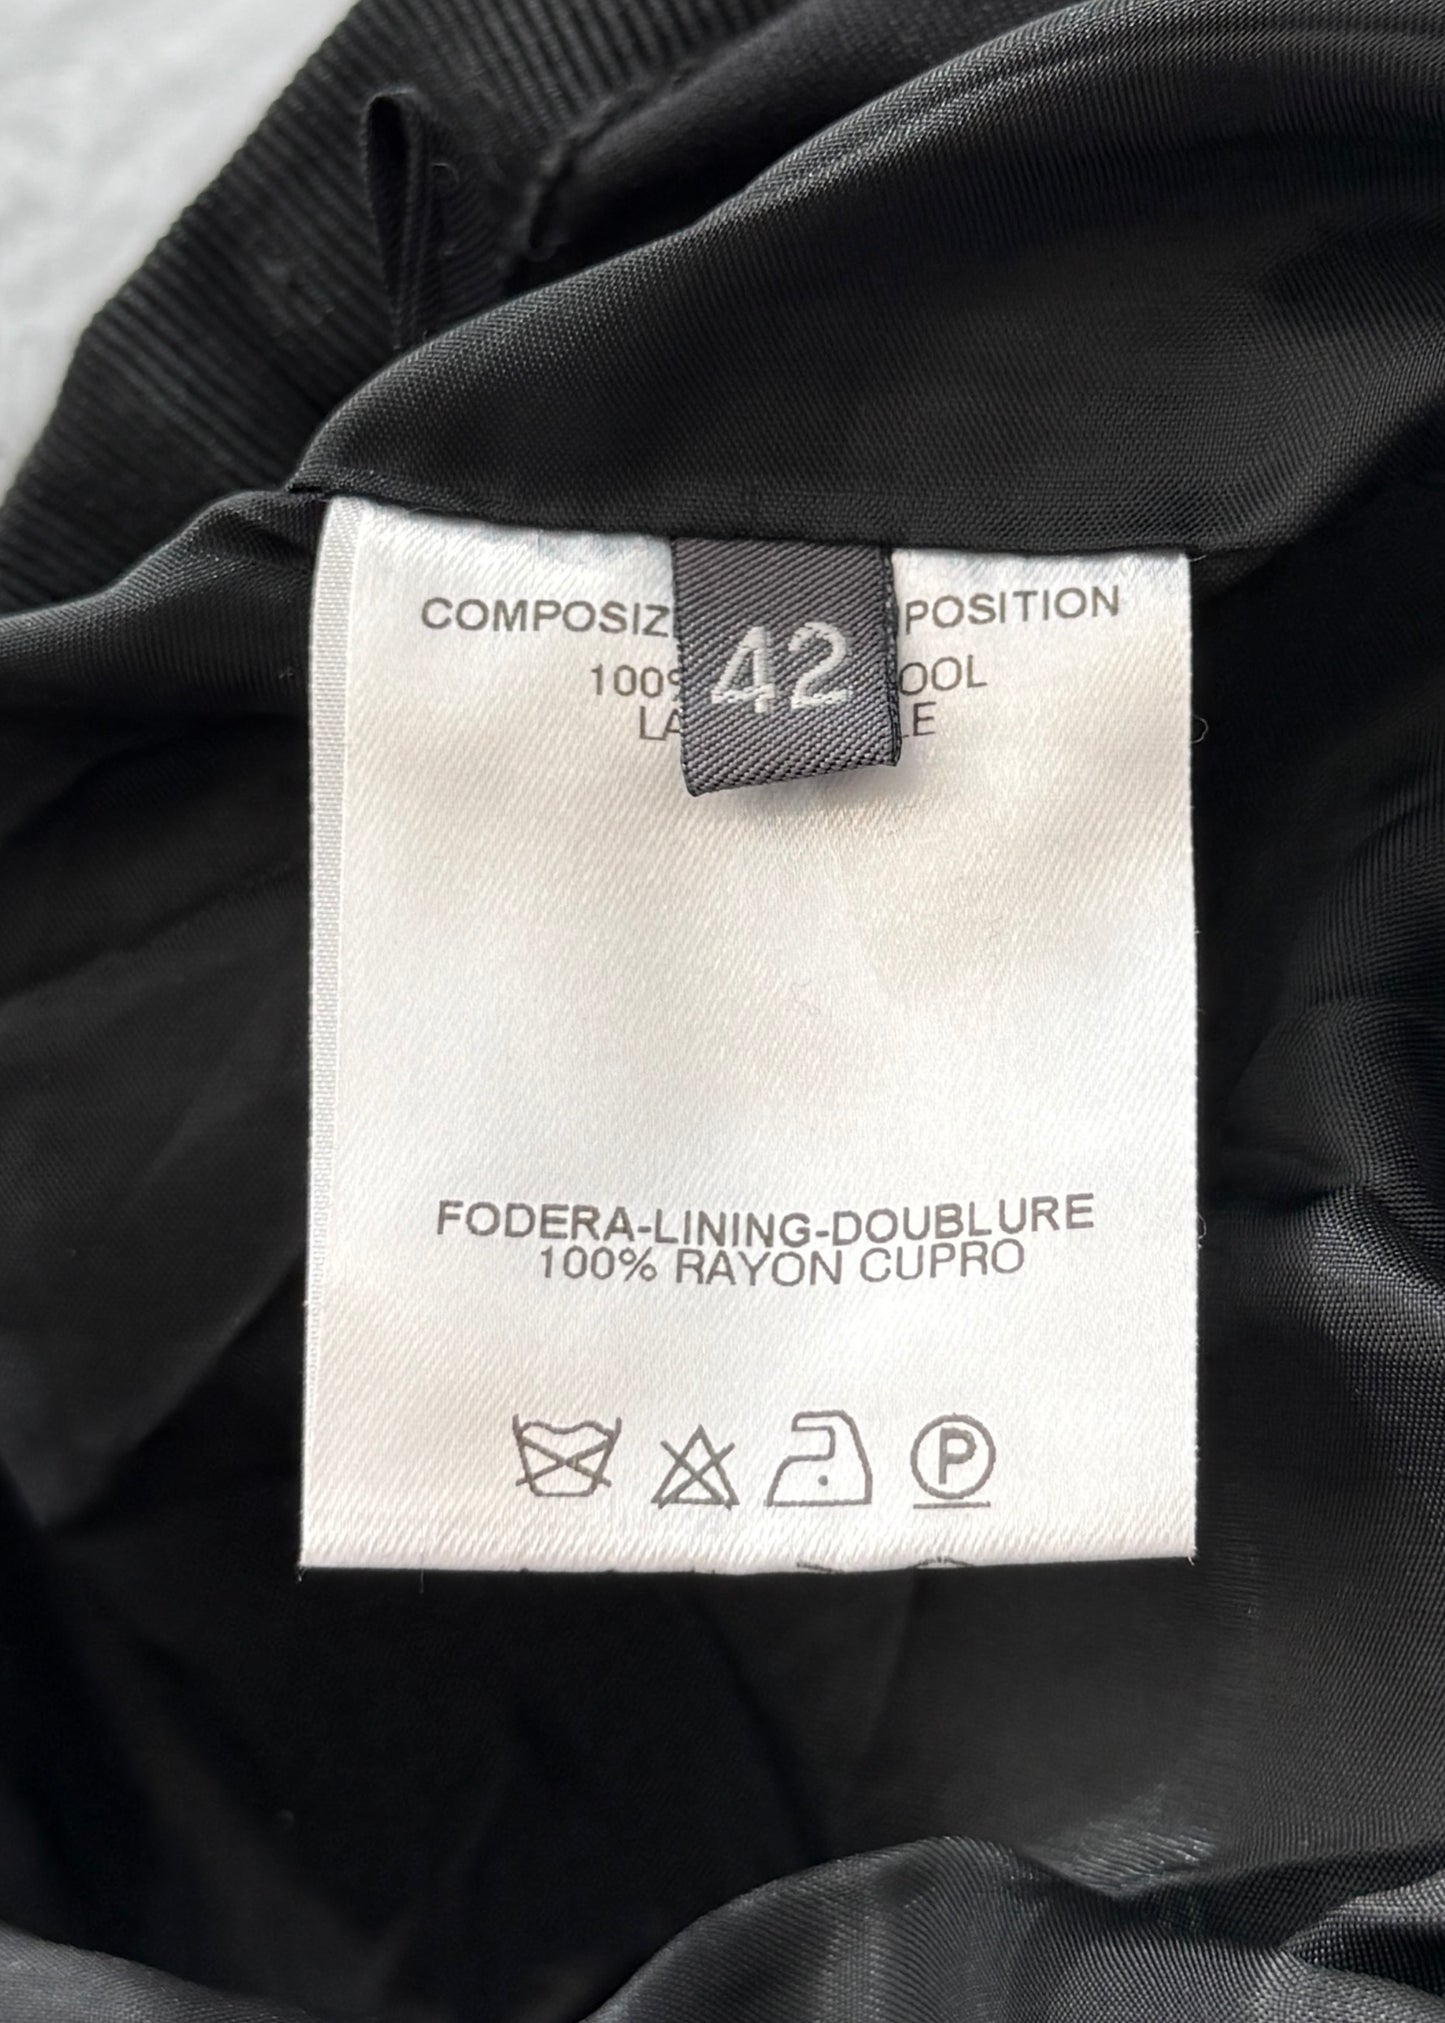 42
COMPOSIZ POSITION
100% OOL
LA LE
FODERA-LINING-DOUBLURE
100% RAYON CUPRO
P